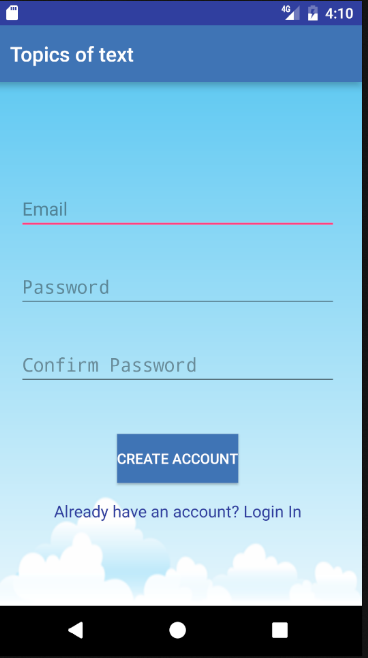 4G 4:10
Topics of text
Email
Password
Confirm Password
CREATE ACCOUNT
Already have an account? Login In